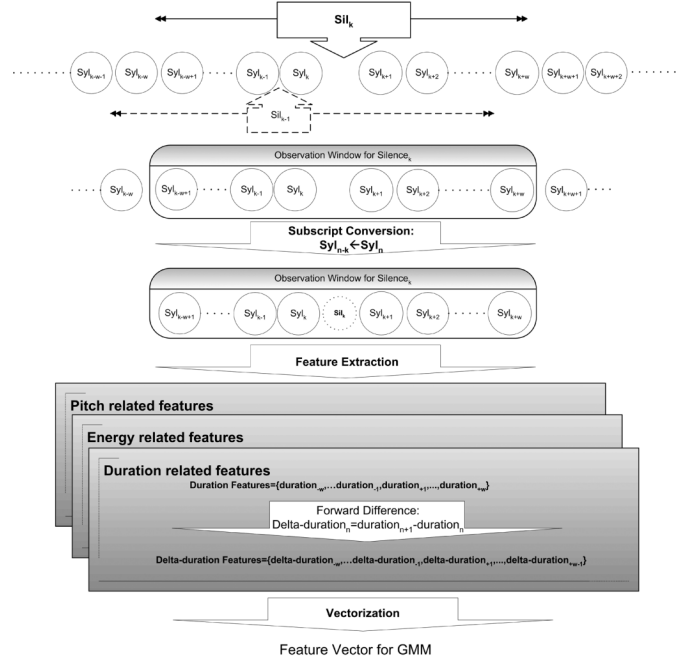 Sil_k
Syl_k-w-1 Syl_k-w Syl_k-w+1 Syl_k-1 Syl_k Syl_k+1 Syl_k+2 Syl_k+w Syl_k+w+1 Syl_k+w+2
Sil_k-1
Observation Window for Silence_k
Syl_k-w Syl_k-w+1 Syl_k-1 Syl_k Syl_k+1 Syl_k+2 Syl_k+w Syl_k+w+1
Subscript Conversion:
Syl_n-k←Syl_n
Observation Window for Silence_k
Syl_k-w+1 Syl_k-1 Syl_k Sil_k Syl_k+1 Syl_k+2 Syl_k+w
Feature Extraction
Pitch related features
Energy related features
Duration related features
Duration Features={duration_-w,...duration_-1,duration_+1,...,duration_+w}
Forward Difference:
Delta-duration_n=duration_n+1-duration_n
Delta-duration Features={delta-duration_-w,...delta-duration_-1,delta-duration_+1,...,delta-duration_+w-1}
Vectorization
Feature Vector for GMM